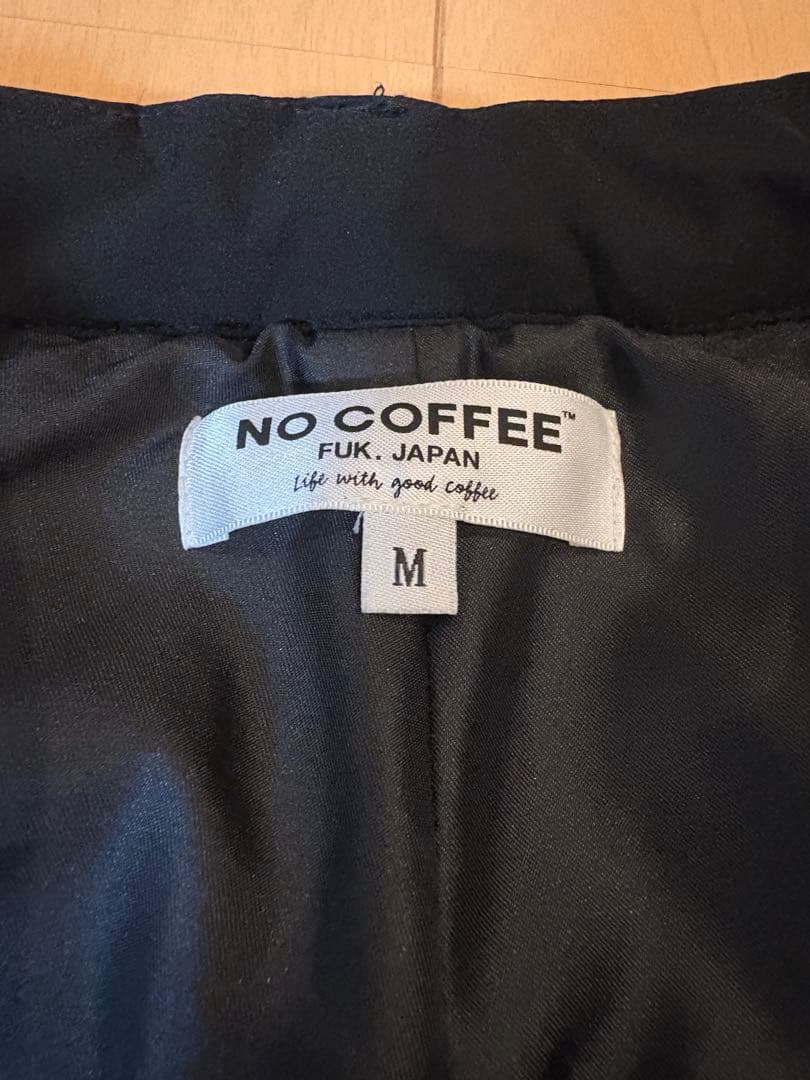 NO COFFEE™
FUK. JAPAN
Life with good coffee
M